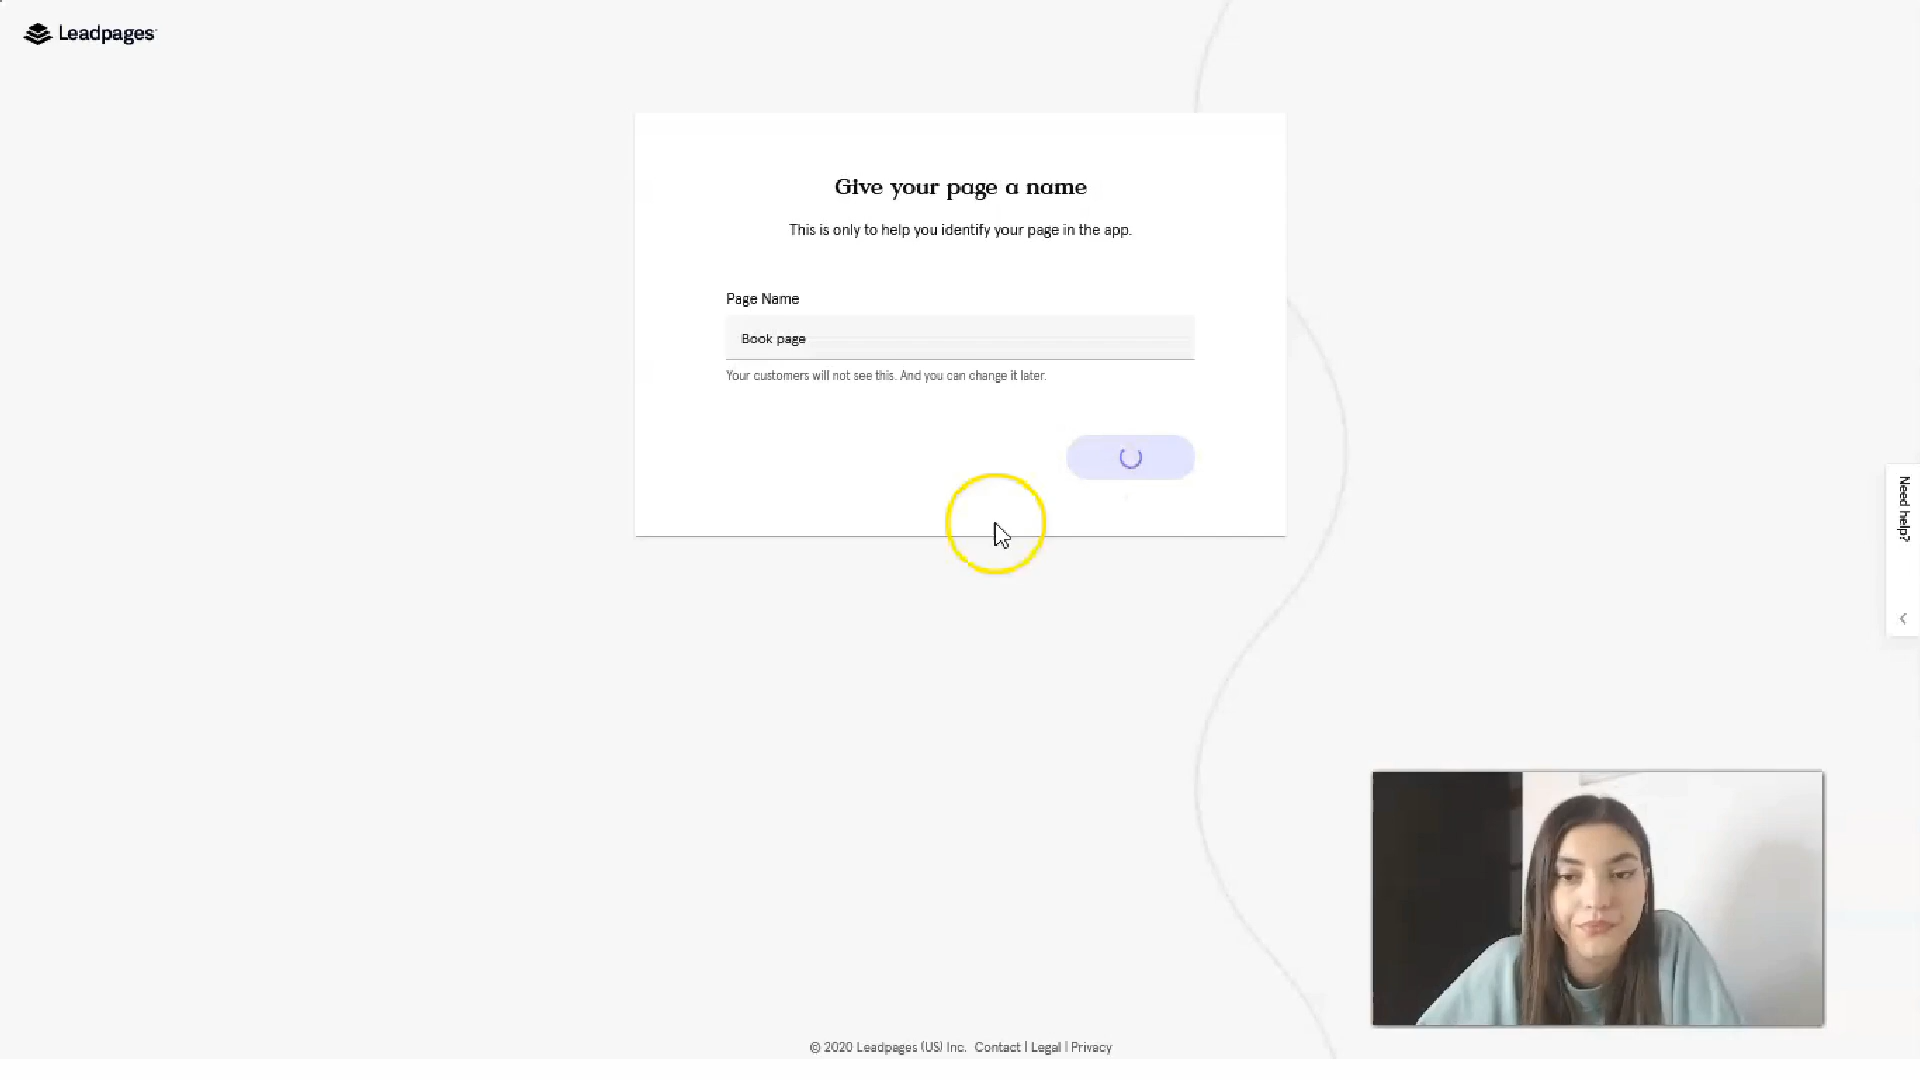 Leadpages
Give your page a name
This is only to help you identify your page in the app.
Page Name
Book page
Your customers will not see this. And you can change it later.
Need help?
© 2020 Leadpages (US) Inc. Contact | Legal | Privacy